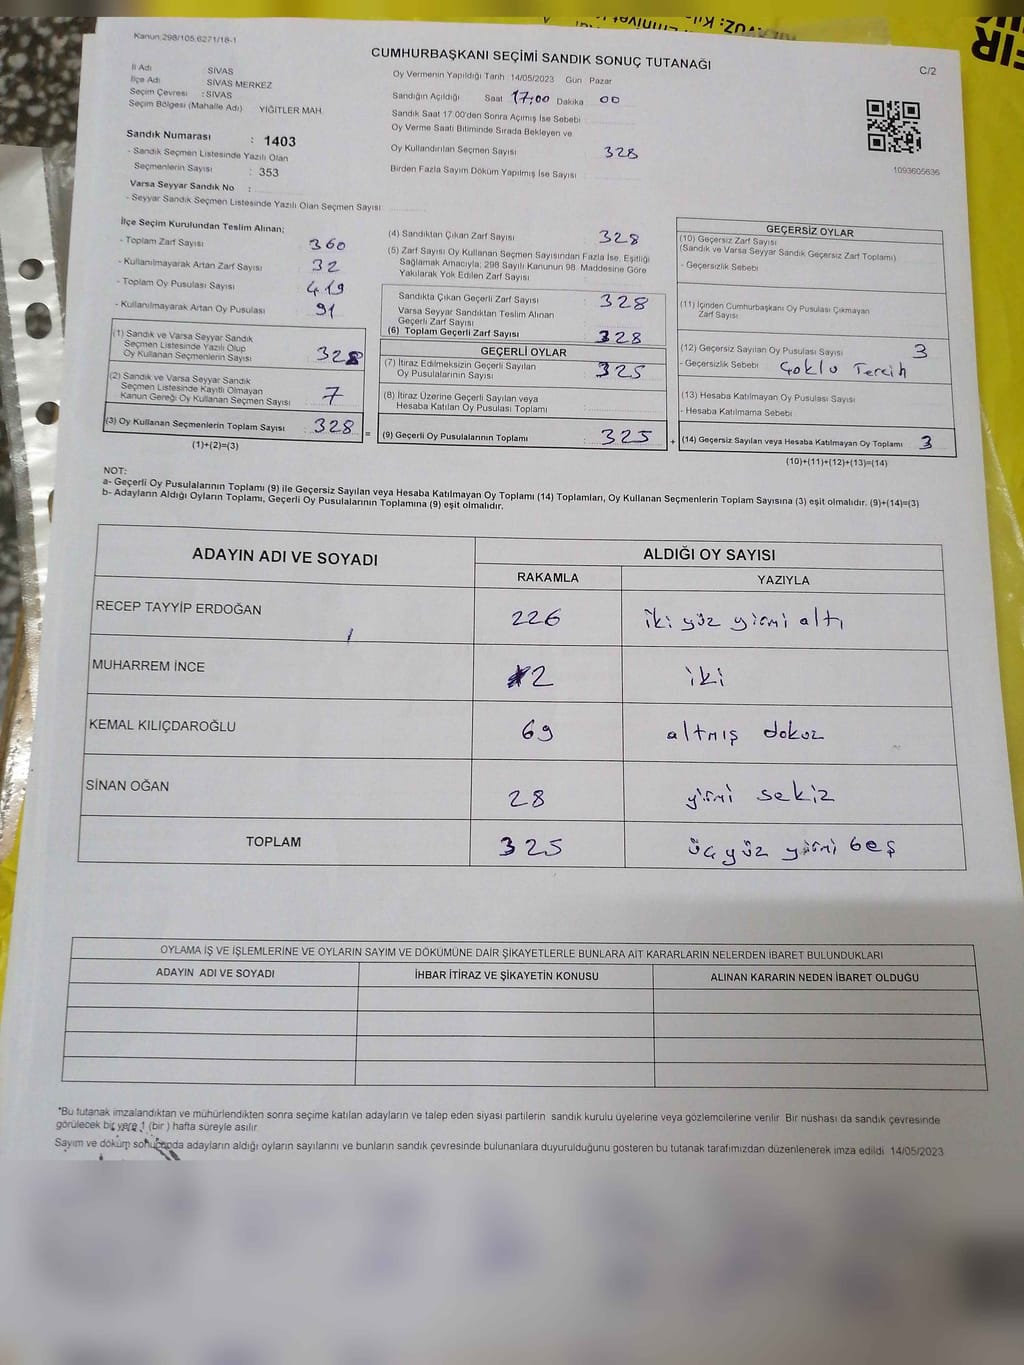 Kanun:298/105,6271/18-1
CUMHURBAŞKANI SEÇİMİ SANDIK SONUÇ TUTANAĞI
C/2
İl Adı : SİVAS
İlçe Adı : SİVAS MERKEZ
Seçim Çevresi : SİVAS
Seçim Bölgesi (Mahalle Adı) YİĞİTLER MAH.
Sandık Numarası : 1403
- Sandık Seçmen Listesinde Yazılı Olan
Seçmenlerin Sayısı : 353
Varsa Seyyar Sandık No :
- Seyyar Sandık Seçmen Listesinde Yazılı Olan Seçmen Sayısı
Oy Vermenin Yapıldığı Tarih :14/05/2023 Gün : Pazar
Sandığın Açıldığı Saat 17:00 Dakika 00
Sandık Saat 17:00'den Sonra Açımış İse Sebebi
Oy Verme Saati Bitiminde Sırada Bekleyen ve
Oy Kullandırılan Seçmen Sayısı 328
Birden Fazla Sayım Döküm Yapılmış İse Sayısı
1093605636
İlçe Seçim Kurulundan Teslim Alınan;
- Toplam Zarf Sayısı : 360
- Kullanılmayarak Artan Zarf Sayısı : 32
- Toplam Oy Pusulası Sayısı : 419
- Kullanılmayarak Artan Oy Pusulası : 91
(1) Sandık ve Varsa Seyyar Sandık
Seçmen Listesinde Yazılı Olup
Oy Kullanan Seçmenlerin Sayısı : 328
(2) Sandık ve Varsa Seyyar Sandık
Seçmen Listesinde Kayıtlı Olmayan
Kanun Gereği Oy Kullanan Seçmen Sayısı : 7
(3) Oy Kullanan Seçmenlerin Toplam Sayısı : 328
(1)+(2)=(3)
(4) Sandıktan Çıkan Zarf Sayısı : 328
(5) Zarf Sayısı Oy Kullanan Seçmen Sayısından Fazla İse, Eşitliği
Sağlamak Amacıyla; 298 Sayılı Kanunun 98. Maddesine Göre
Yakılarak Yok Edilen Zarf Sayısı
Sandıkta Çıkan Geçerli Zarf Sayısı : 328
Varsa Seyyar Sandıktan Teslim Alınan
Geçerli Zarf Sayısı
(6) Toplam Geçerli Zarf Sayısı : 328
GEÇERLİ OYLAR
(7) İtiraz Edilmeksizin Geçerli Sayılan
Oy Pusulalarının Sayısı : 325
(8) İtiraz Üzerine Geçerli Sayılan veya
Hesaba Katılan Oy Pusulası Toplamı
= (9) Geçerli Oy Pusulalarının Toplamı : 325 +
GEÇERSİZ OYLAR
(10) Geçersiz Zarf Sayısı
(Sandık ve Varsa Seyyar Sandık Geçersiz Zarf Toplamı)
- Geçersizlik Sebebi
(11) İçinden Cumhurbaşkanı Oy Pusulası Çıkmayan
Zarf Sayısı
(12) Geçersiz Sayılan Oy Pusulası Sayısı : 3
- Geçersizlik Sebebi : Çoklu Tercih
(13) Hesaba Katılmayan Oy Pusulası Sayısı
- Hesaba Katılmama Sebebi
(14) Geçersiz Sayılan veya Hesaba Katılmayan Oy Toplamı : 3
(10)+(11)+(12)+(13)=(14)
NOT:
a- Geçerli Oy Pusulalarının Toplamı (9) ile Geçersiz Sayılan veya Hesaba Katılmayan Oy Toplamı (14) Toplamları, Oy Kullanan Seçmenlerin Toplam Sayısına (3) eşit olmalıdır. (9)+(14)=(3)
b- Adayların Aldığı Oyların Toplamı, Geçerli Oy Pusulalarının Toplamına (9) eşit olmalıdır.
ADAYIN ADI VE SOYADI ALDIĞI OY SAYISI
RAKAMLA YAZIYLA
RECEP TAYYİP ERDOĞAN 226 iki yüz yirmi altı
MUHARREM İNCE 2 iki
KEMAL KILIÇDAROĞLU 69 altmış dokuz
SİNAN OĞAN 28 yirmi sekiz
TOPLAM 325 üçyüz yirmi beş
OYLAMA İŞ VE İŞLEMLERİNE VE OYLARIN SAYIM VE DÖKÜMÜNE DAİR ŞİKAYETLERLE BUNLARA AİT KARARLARIN NELERDEN İBARET BULUNDUKLARI
ADAYIN ADI VE SOYADI İHBAR İTİRAZ VE ŞİKAYETİN KONUSU ALINAN KARARIN NEDEN İBARET OLDUĞU
*Bu tutanak imzalandıktan ve mühürlendikten sonra seçime katılan adayların ve talep eden siyasi partilerin sandık kurulu üyelerine veya gözlemcilerine verilir. Bir nüshası da sandık çevresinde
görülecek bir yere 1 (bir ) hafta süreyle asılır.
Sayım ve döküm sonucunda adayların aldığı oyların sayılarını ve bunların sandık çevresinde bulunanlara duyurulduğunu gösteren bu tutanak tarafımızdan düzenlenerek imza edildi. 14/05/2023